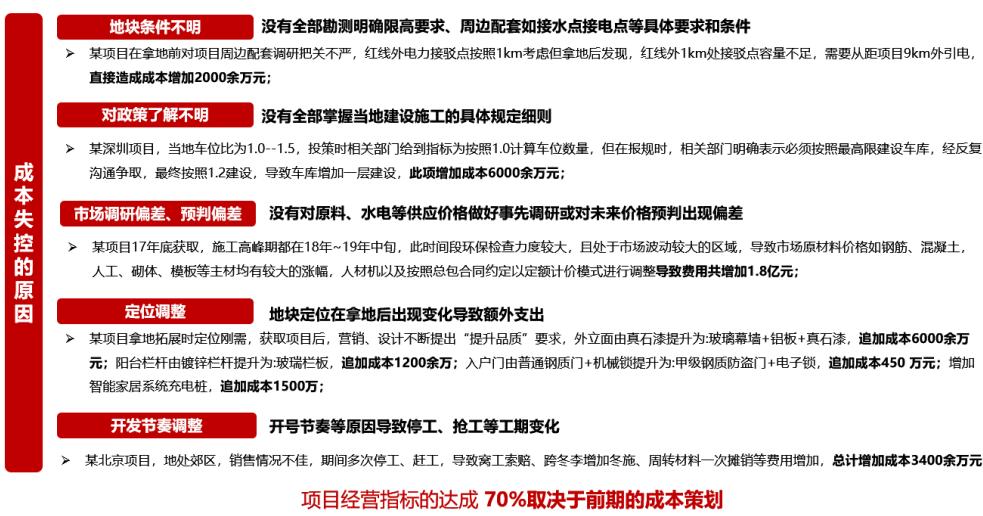 成本失控的原因
地块条件不明
没有全部勘测明确限高要求、周边配套如接水点接电点等具体要求和条件
➢ 某项目在拿地前对项目周边配套调研把关不严，红线外电力接驳点按照1km考虑但拿地后发现，红线外1km处接驳点容量不足，需要从距项目9km外引电，
直接造成成本增加2000余万元；
对政策了解不明
没有全部掌握当地建设施工的具体规定细则
➢ 某深圳项目，当地车位比为1.0--1.5，投策时相关部门给到指标为按照1.0计算车位数量，但在报规时，相关部门明确表示必须按照最高限建设车库，经反复
沟通争取，最终按照1.2建设，导致车库增加一层建设，此项增加成本6000余万元；
市场调研偏差、预判偏差
没有对原料、水电等供应价格做好事先调研或对未来价格预判出现偏差
➢ 某项目17年底获取，施工高峰期都在18年~19年中旬，此时间段环保检查力度较大，且处于市场波动较大的区域，导致市场原材料价格如钢筋、混凝土，
人工、砌体、模板等主材均有较大的涨幅，人材机以及按照总包合同约定以定额计价模式进行调整导致费用共增加1.8亿元；
定位调整
地块定位在拿地后出现变化导致额外支出
➢ 某项目拿地拓展时定位刚需，获取项目后，营销、设计不断提出“提升品质”要求，外立面由真石漆提升为:玻璃幕墙+铝板+真石漆，追加成本6000余万
元；阳台栏杆由镀锌栏杆提升为:玻瑞栏板，追加成本1200余万；入户门由普通钢质门+机械锁提升为:甲级钢质防盗门+电子锁，追加成本450 万元；增加
智能家居系统充电桩，追加成本1500万；
开发节奏调整
开号节奏等原因导致停工、抢工等工期变化
➢ 某北京项目，地处郊区，销售情况不佳，期间多次停工、赶工，导致窝工索赔、跨冬季增加冬施、周转材料一次摊销等费用增加，总计增加成本3400余万元
项目经营指标的达成 70%取决于前期的成本策划